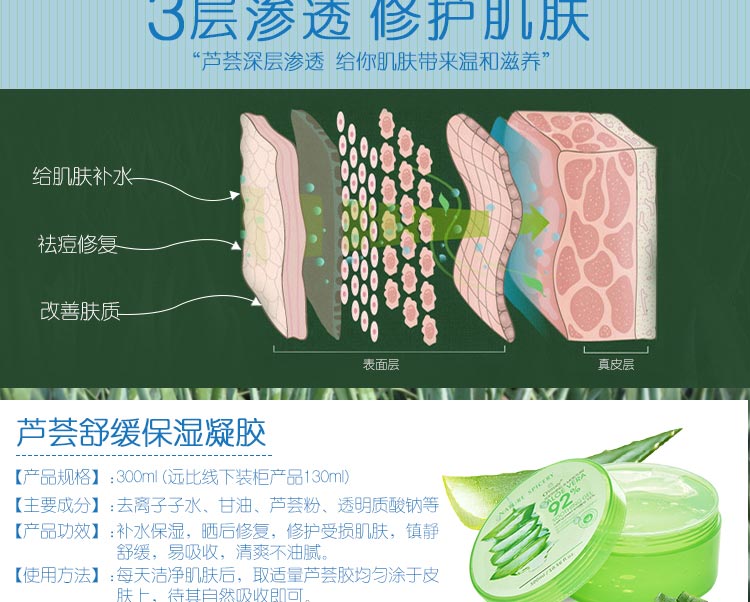 3层渗透 修护肌肤
“芦荟深层渗透 给你肌肤带来温和滋养”
给肌肤补水
祛痘修复
改善肤质
表面层
真皮层
芦荟舒缓保湿凝胶
【产品规格】:300ml (远比线下装柜产品130ml)
【主要成分】:去离子子水、甘油、芦荟粉、透明质酸钠等
【产品功效】:补水保湿，晒后修复，修护受损肌肤，镇静
舒缓，易吸收，清爽不油腻。
【使用方法】:每天洁净肌肤后，取适量芦荟胶均匀涂于皮
肤上，待其自然吸收即可。
ALOE VERA
92%